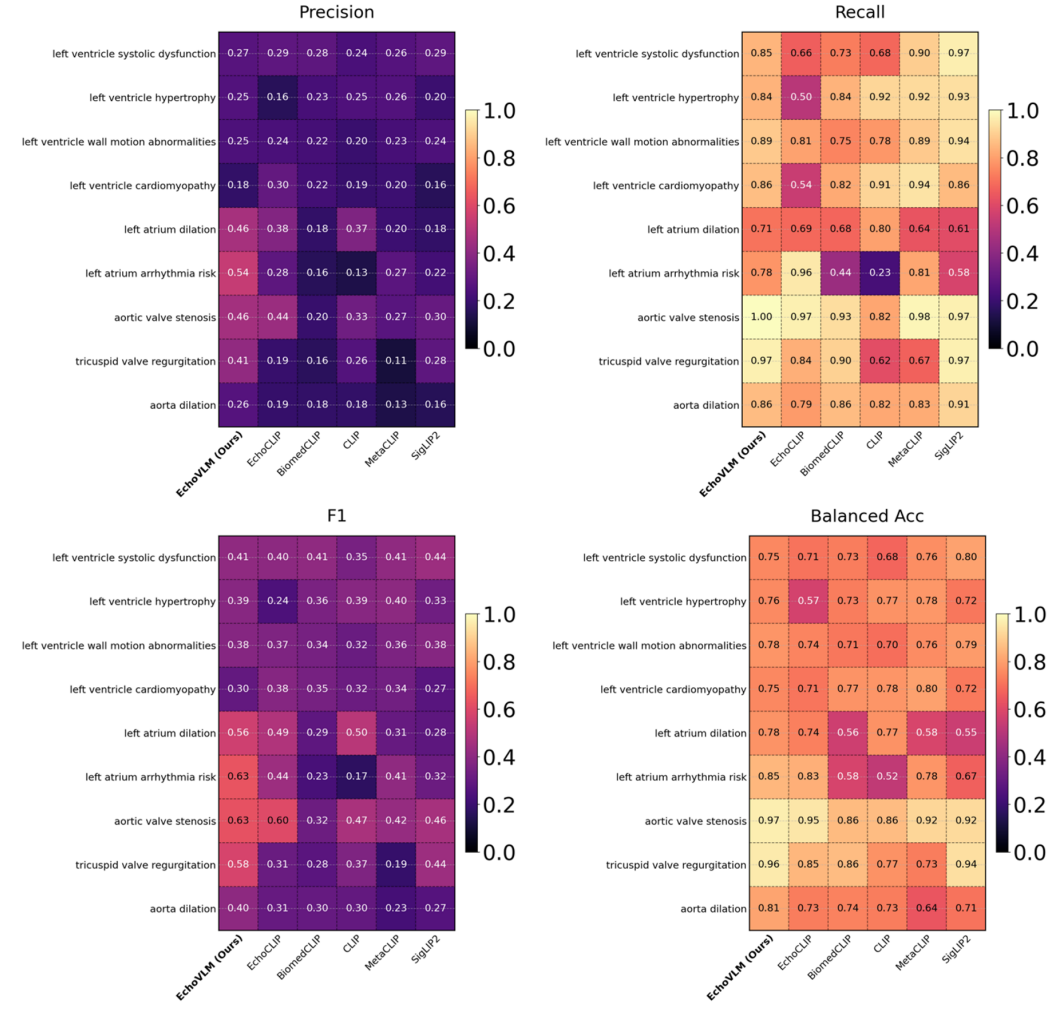 Precision
left ventricle systolic dysfunction 0.27 0.29 0.28 0.24 0.26 0.29
left ventricle hypertrophy 0.25 0.16 0.23 0.25 0.26 0.20
left ventricle wall motion abnormalities 0.25 0.24 0.22 0.20 0.23 0.24
left ventricle cardiomyopathy 0.18 0.30 0.22 0.19 0.20 0.16
left atrium dilation 0.46 0.38 0.18 0.37 0.20 0.18
left atrium arrhythmia risk 0.54 0.28 0.16 0.13 0.27 0.22
aortic valve stenosis 0.46 0.44 0.20 0.33 0.27 0.30
tricuspid valve regurgitation 0.41 0.19 0.16 0.26 0.11 0.28
aorta dilation 0.26 0.19 0.18 0.18 0.13 0.16
EchoVLM (Ours) EchoCLIP BiomedCLIP CLIP MetaCLIP SigLIP2
1.0
0.8
0.6
0.4
0.2
0.0
Recall
left ventricle systolic dysfunction 0.85 0.66 0.73 0.68 0.90 0.97
left ventricle hypertrophy 0.84 0.50 0.84 0.92 0.92 0.93
left ventricle wall motion abnormalities 0.89 0.81 0.75 0.78 0.89 0.94
left ventricle cardiomyopathy 0.86 0.54 0.82 0.91 0.94 0.86
left atrium dilation 0.71 0.69 0.68 0.80 0.64 0.61
left atrium arrhythmia risk 0.78 0.96 0.44 0.23 0.81 0.58
aortic valve stenosis 1.00 0.97 0.93 0.82 0.98 0.97
tricuspid valve regurgitation 0.97 0.84 0.90 0.62 0.67 0.97
aorta dilation 0.86 0.79 0.86 0.82 0.83 0.91
EchoVLM (Ours) EchoCLIP BiomedCLIP CLIP MetaCLIP SigLIP2
1.0
0.8
0.6
0.4
0.2
0.0
F1
left ventricle systolic dysfunction 0.41 0.40 0.41 0.35 0.41 0.44
left ventricle hypertrophy 0.39 0.24 0.36 0.39 0.40 0.33
left ventricle wall motion abnormalities 0.38 0.37 0.34 0.32 0.36 0.38
left ventricle cardiomyopathy 0.30 0.38 0.35 0.32 0.34 0.27
left atrium dilation 0.56 0.49 0.29 0.50 0.31 0.28
left atrium arrhythmia risk 0.63 0.44 0.23 0.17 0.41 0.32
aortic valve stenosis 0.63 0.60 0.32 0.47 0.42 0.46
tricuspid valve regurgitation 0.58 0.31 0.28 0.37 0.19 0.44
aorta dilation 0.40 0.31 0.30 0.30 0.23 0.27
EchoVLM (Ours) EchoCLIP BiomedCLIP CLIP MetaCLIP SigLIP2
1.0
0.8
0.6
0.4
0.2
0.0
Balanced Acc
left ventricle systolic dysfunction 0.75 0.71 0.73 0.68 0.76 0.80
left ventricle hypertrophy 0.76 0.57 0.73 0.77 0.78 0.72
left ventricle wall motion abnormalities 0.78 0.74 0.71 0.70 0.76 0.79
left ventricle cardiomyopathy 0.75 0.71 0.77 0.78 0.80 0.72
left atrium dilation 0.78 0.74 0.56 0.77 0.58 0.55
left atrium arrhythmia risk 0.85 0.83 0.58 0.52 0.78 0.67
aortic valve stenosis 0.97 0.95 0.86 0.86 0.92 0.92
tricuspid valve regurgitation 0.96 0.85 0.86 0.77 0.73 0.94
aorta dilation 0.81 0.73 0.74 0.73 0.64 0.71
EchoVLM (Ours) EchoCLIP BiomedCLIP CLIP MetaCLIP SigLIP2
1.0
0.8
0.6
0.4
0.2
0.0